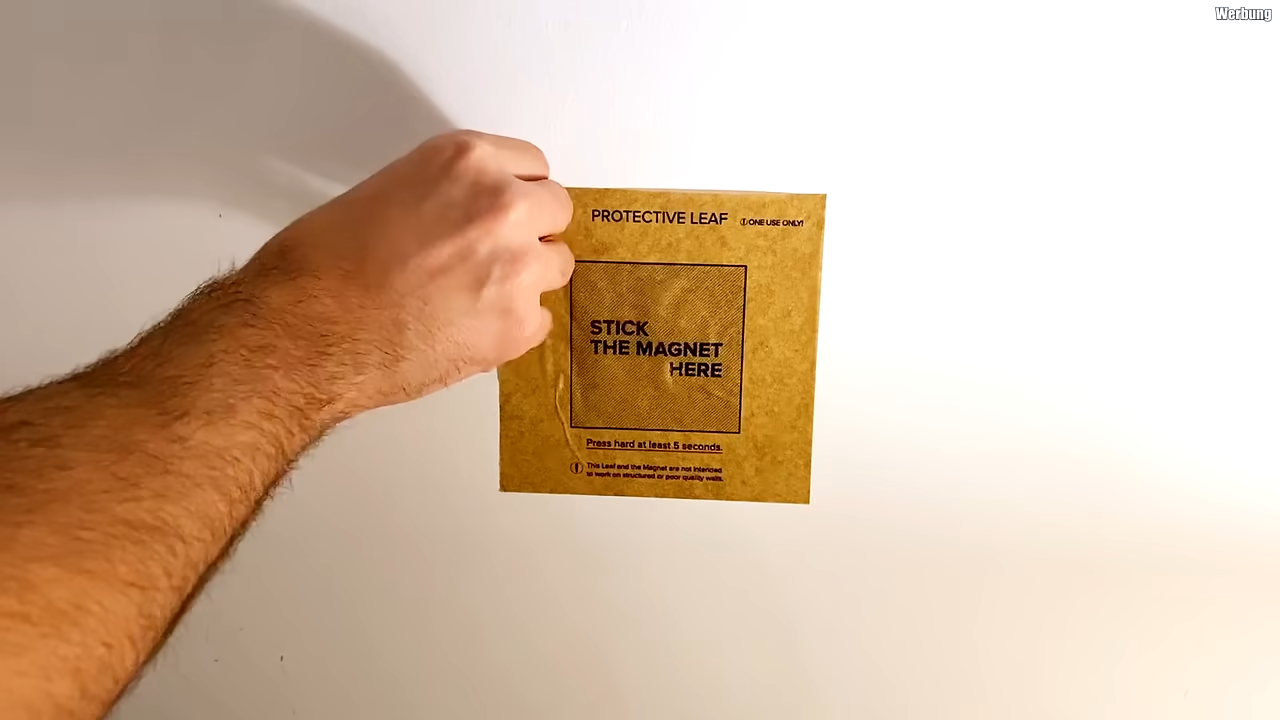 Werbung
PROTECTIVE LEAF
ONE USE ONLY!
STICK
THE MAGNET
HERE
Press hard at least 5 seconds.
This Leaf and the Magnet are not intended
to work on structured or poor quality walls.